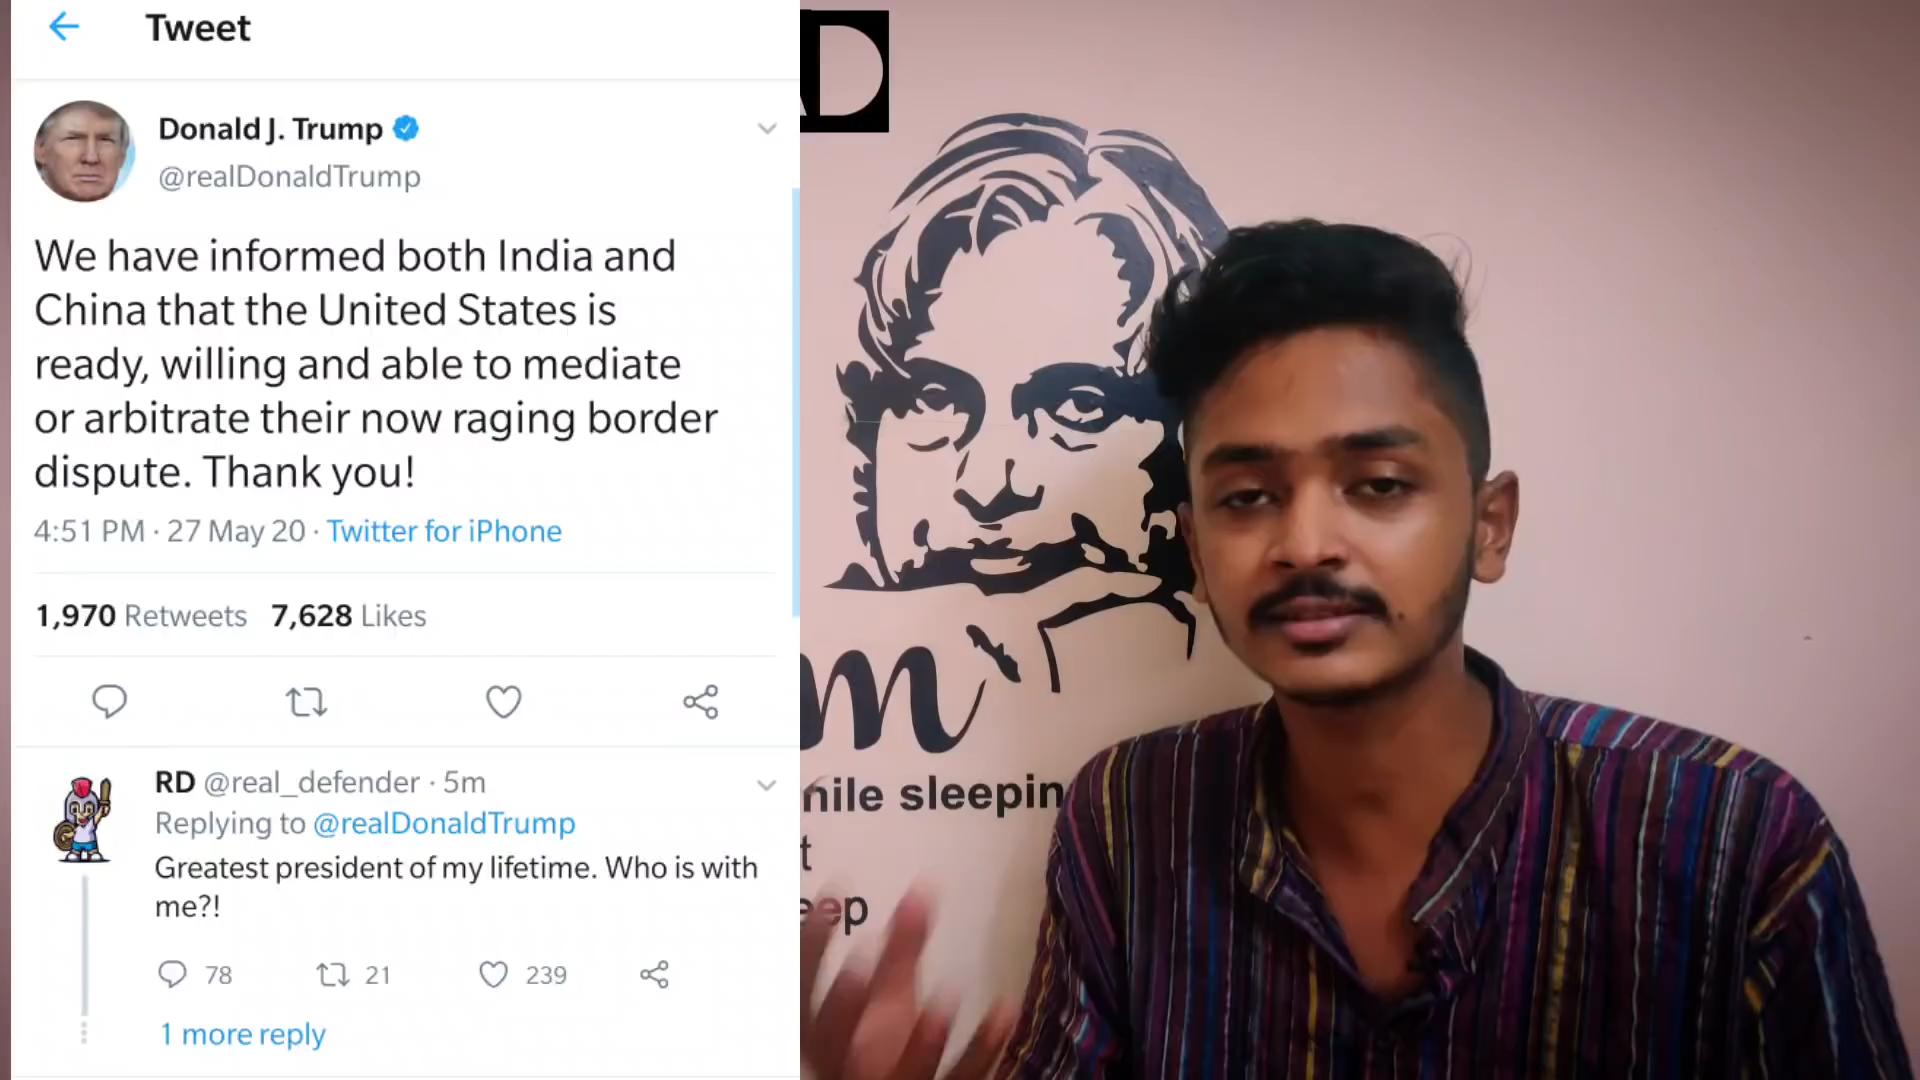 Tweet
Donald J. Trump
@realDonaldTrump
We have informed both India and
China that the United States is
ready, willing and able to mediate
or arbitrate their now raging border
dispute. Thank you!
4:51 PM · 27 May 20 · Twitter for iPhone
1,970 Retweets 7,628 Likes
RD @real_defender · 5m
Replying to @realDonaldTrump
Greatest president of my lifetime. Who is with
me?!
78 21 239
1 more reply
D
m
hile sleepin
t
eep